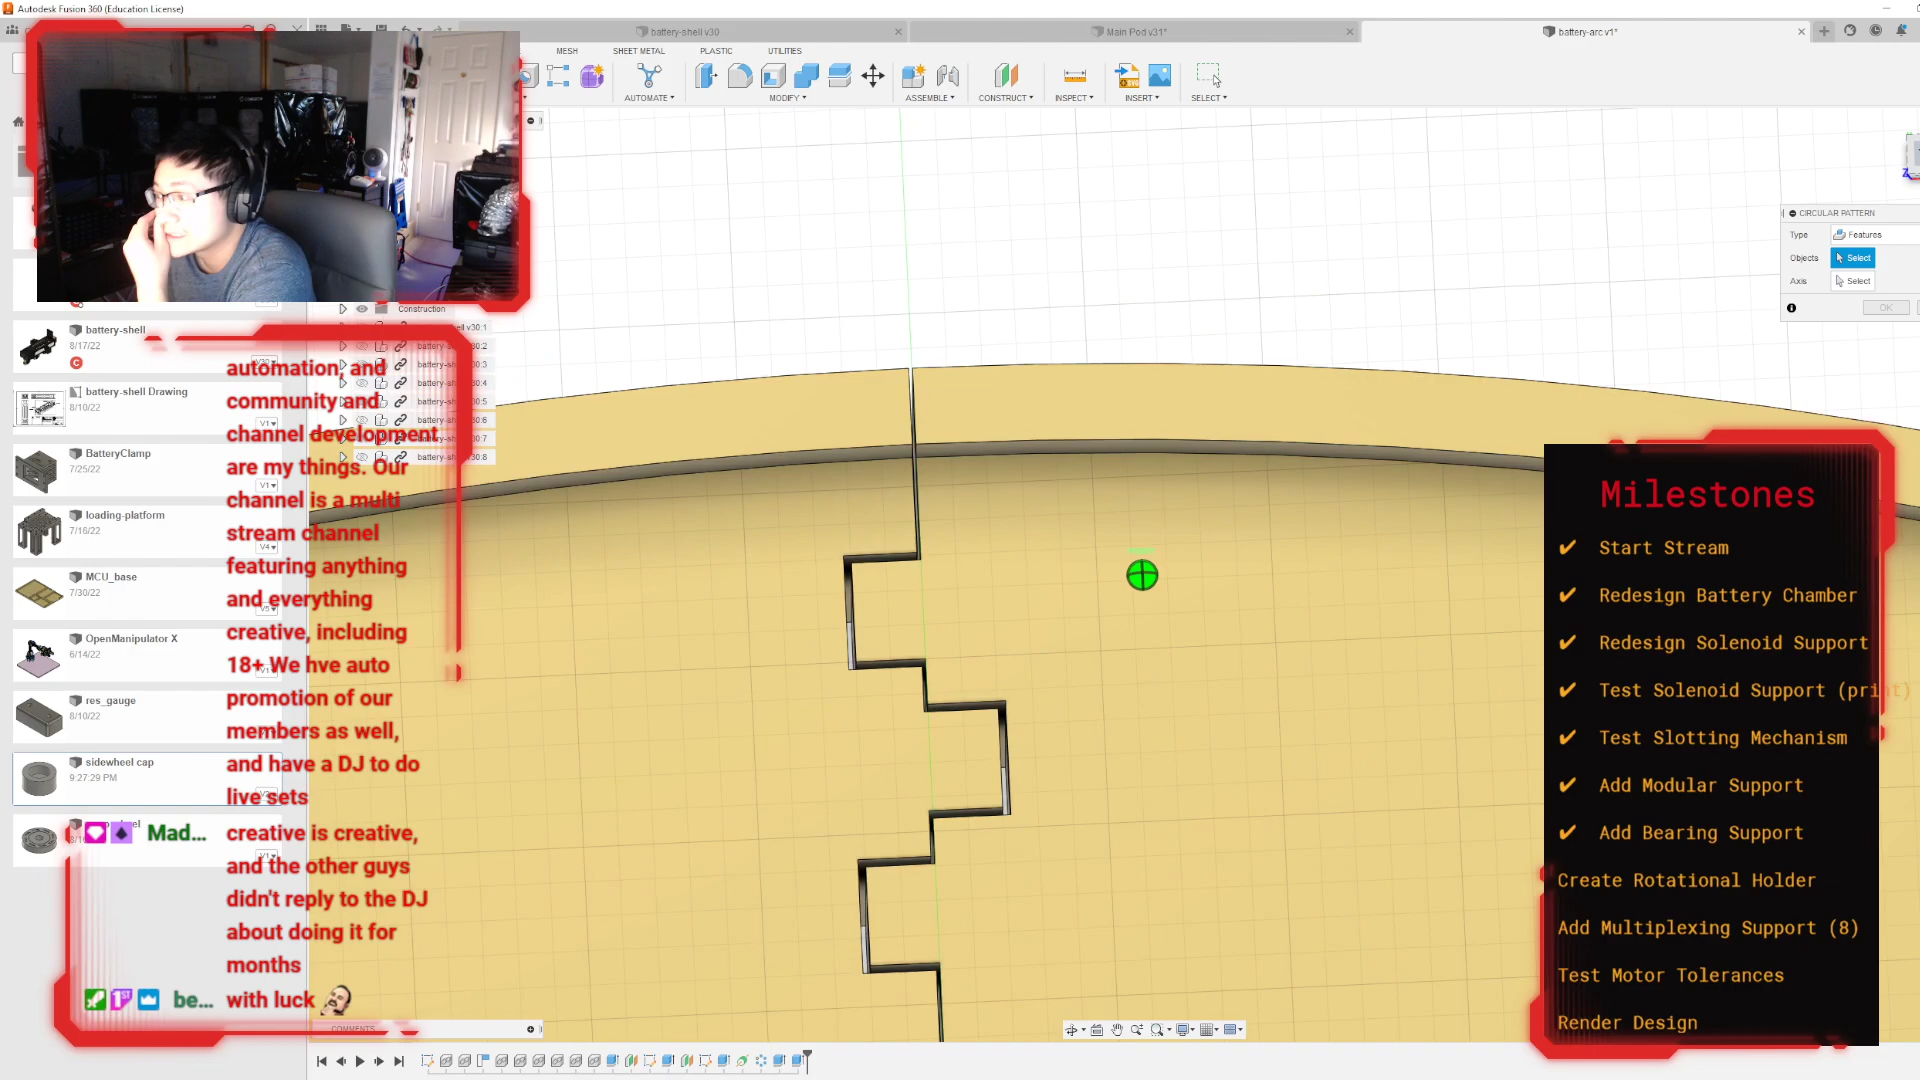 Autodesk Fusion 360 (Education License)
battery-shell v30
Main Pod v31*
battery-arc v1*
MESH
SHEET METAL
PLASTIC
UTILITIES
AUTOMATE
MODIFY
ASSEMBLE
CONSTRUCT
INSPECT
INSERT
SELECT
CIRCULAR PATTERN
Type
Features
Objects
Select
Axis
Select
OK
Construction
battery-shell
8/17/22
battery-shell Drawing
8/10/22
V1
BatteryClamp
7/25/22
V1
loading-platform
7/16/22
V4
MCU_base
7/30/22
V5
OpenManipulator X
6/14/22
V1
res_gauge
8/10/22
sidewheel cap
9:27:29 PM
V1
automation, and
community and
channel development
are my things. Our
channel is a multi
stream channel
featuring anything
and everything
creative, including
18+ We hve auto
promotion of our
members as well,
and have a DJ to do
live sets
Mad... creative is creative,
and the other guys
didn't reply to the DJ
about doing it for
months
be... with luck
COMMENTS
Milestones
✔ Start Stream
✔ Redesign Battery Chamber
✔ Redesign Solenoid Support
✔ Test Solenoid Support (print)
✔ Test Slotting Mechanism
✔ Add Modular Support
✔ Add Bearing Support
Create Rotational Holder
Add Multiplexing Support (8)
Test Motor Tolerances
Render Design